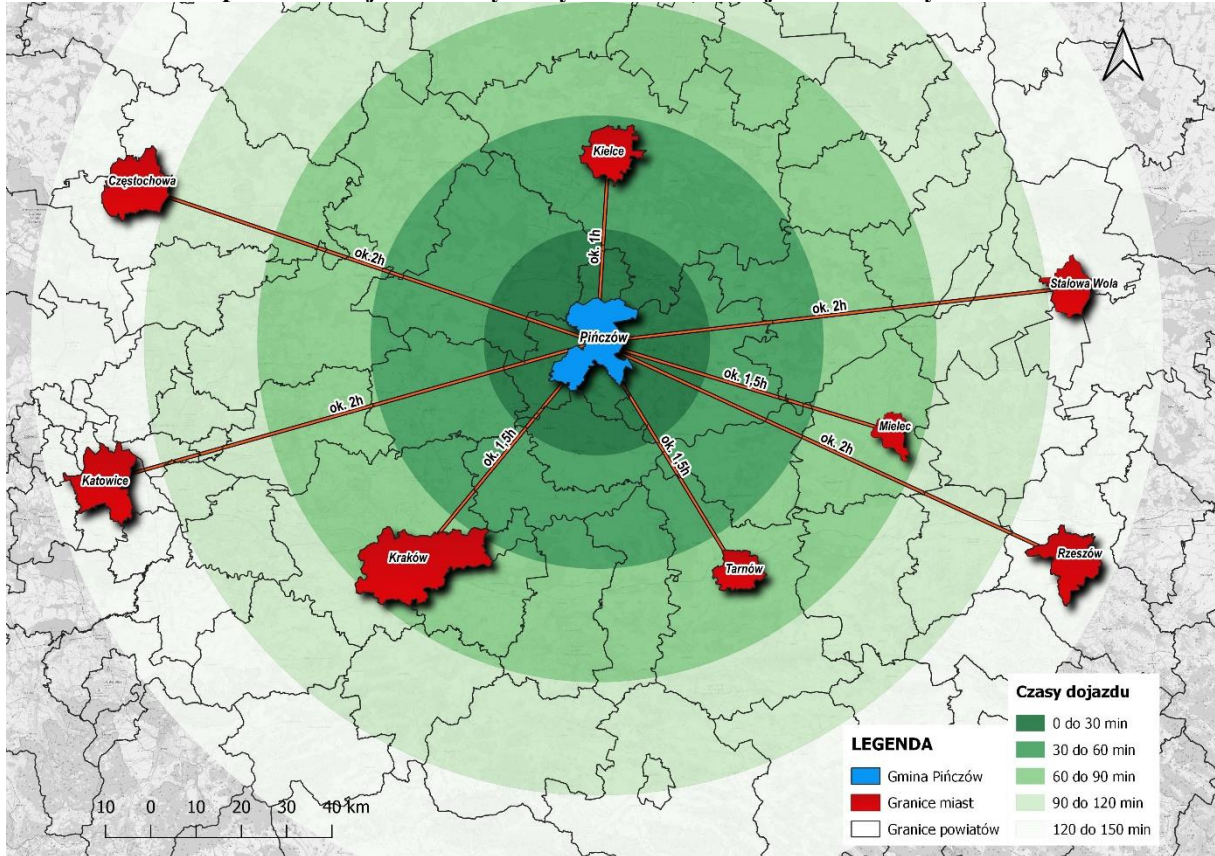 Kielce
Częstochowa
ok.2h
ok. 1h
Stalowa Wola
ok. 2h
Pińczów
ok. 1,5h
ok. 2h
Mielec
ok. 2h
ok. 1,5h
ok. 1,5h
Katowice
Kraków
Tarnów
Rzeszów
Czasy dojazdu
0 do 30 min
30 do 60 min
60 do 90 min
90 do 120 min
120 do 150 min
LEGENDA
Gmina Pińczów
Granice miast
Granice powiatów
10 0 10 20 30 40 km